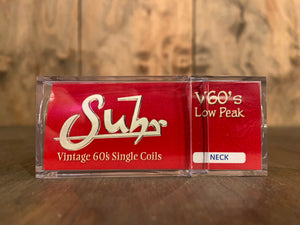 Suhr
Vintage 60's Single Coils
V60's
Low Peak
NECK